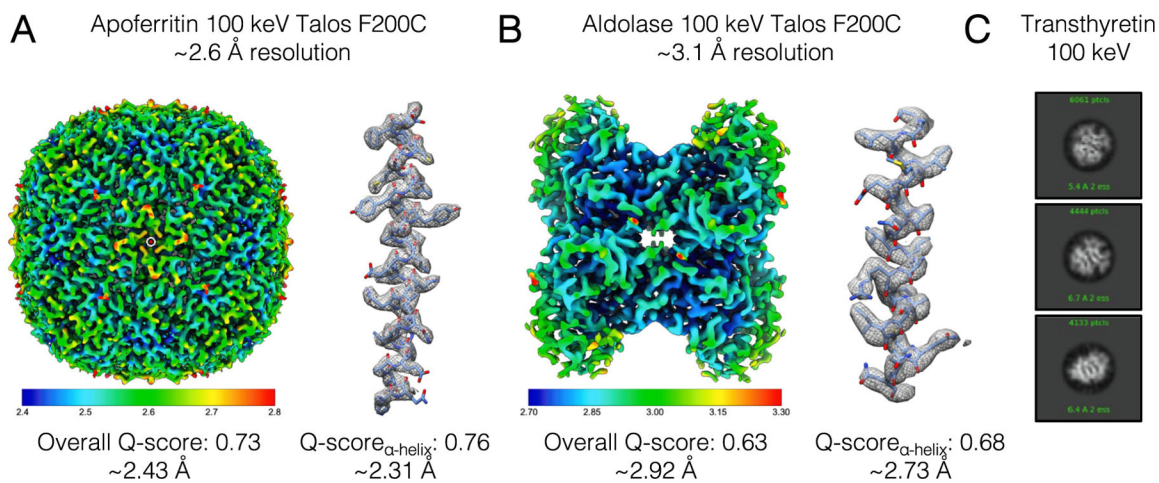 A
Apoferritin 100 keV Talos F200C
~2.6 Å resolution
B
Aldolase 100 keV Talos F200C
~3.1 Å resolution
C
Transthyretin
100 keV
6061 ptcls
5.4 A 2 ess
4444 ptcls
6.7 A 2 ess
4133 ptcls
6.4 A 2 ess
2.4 2.5 2.6 2.7 2.8
2.70 2.85 3.00 3.15 3.30
Overall Q-score: 0.73
~2.43 Å
Q-scoreα-helix: 0.76
~2.31 Å
Overall Q-score: 0.63
~2.92 Å
Q-scoreα-helix: 0.68
~2.73 Å